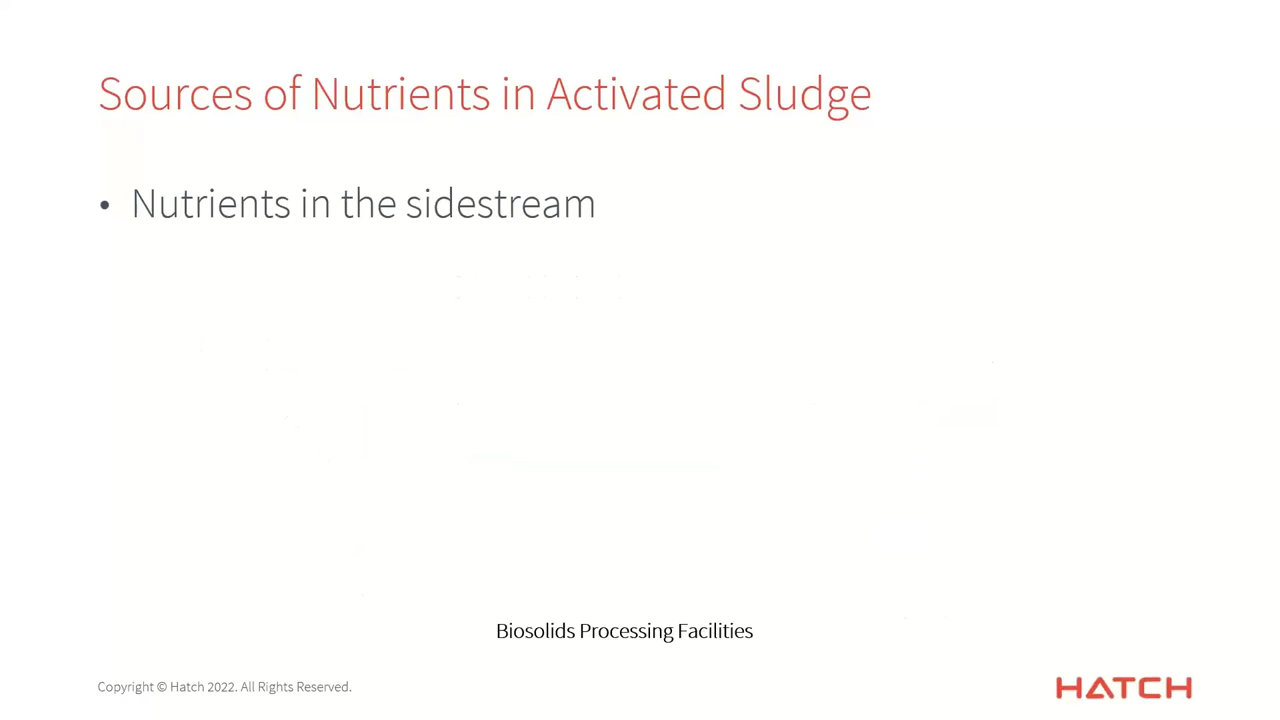 Sources of Nutrients in Activated Sludge
• Nutrients in the sidestream
Biosolids Processing Facilities
Copyright © Hatch 2022. All Rights Reserved.
HATCH